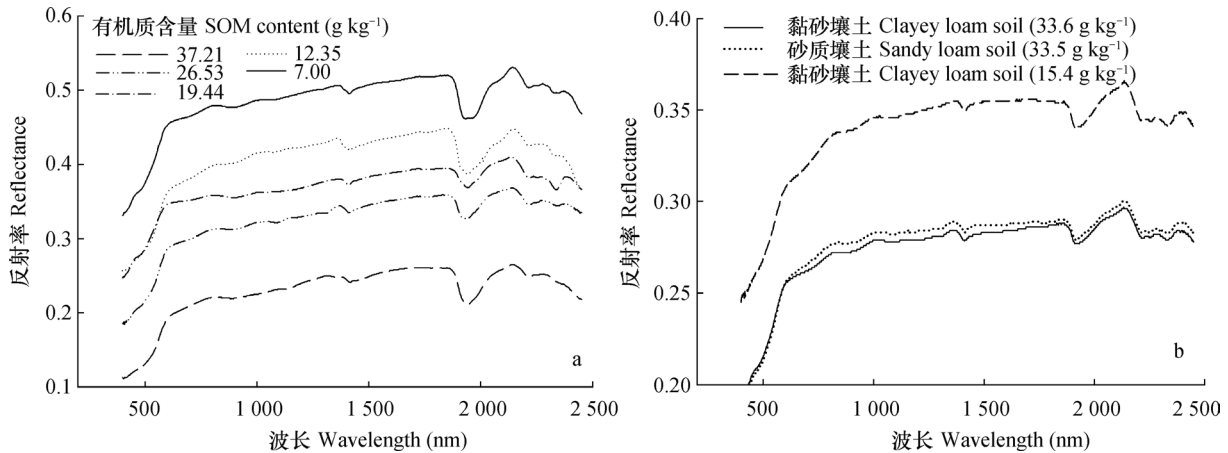 有机质含量 SOM content (g kg⁻¹)
37.21
26.53
19.44
12.35
7.00
0.6
0.5
0.4
0.3
0.2
0.1
反射率 Reflectance
500
1 000
1 500
2 000
2 500
波长 Wavelength (nm)
a
黏砂壤土 Clayey loam soil (33.6 g kg⁻¹)
砂质壤土 Sandy loam soil (33.5 g kg⁻¹)
黏砂壤土 Clayey loam soil (15.4 g kg⁻¹)
0.40
0.35
0.30
0.25
0.20
反射率 Reflectance
500
1 000
1 500
2 000
2 500
波长 Wavelength (nm)
b